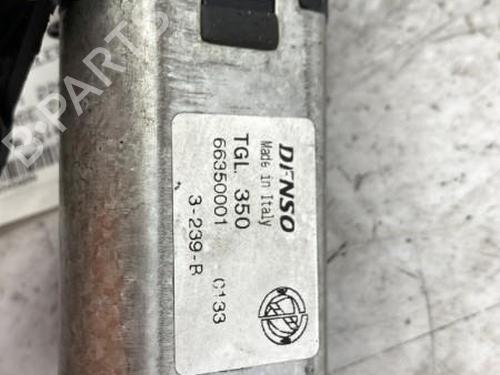 DENSO
Made in Italy
TGL. 350
66350001 C133
3-239-B
B-PARTS